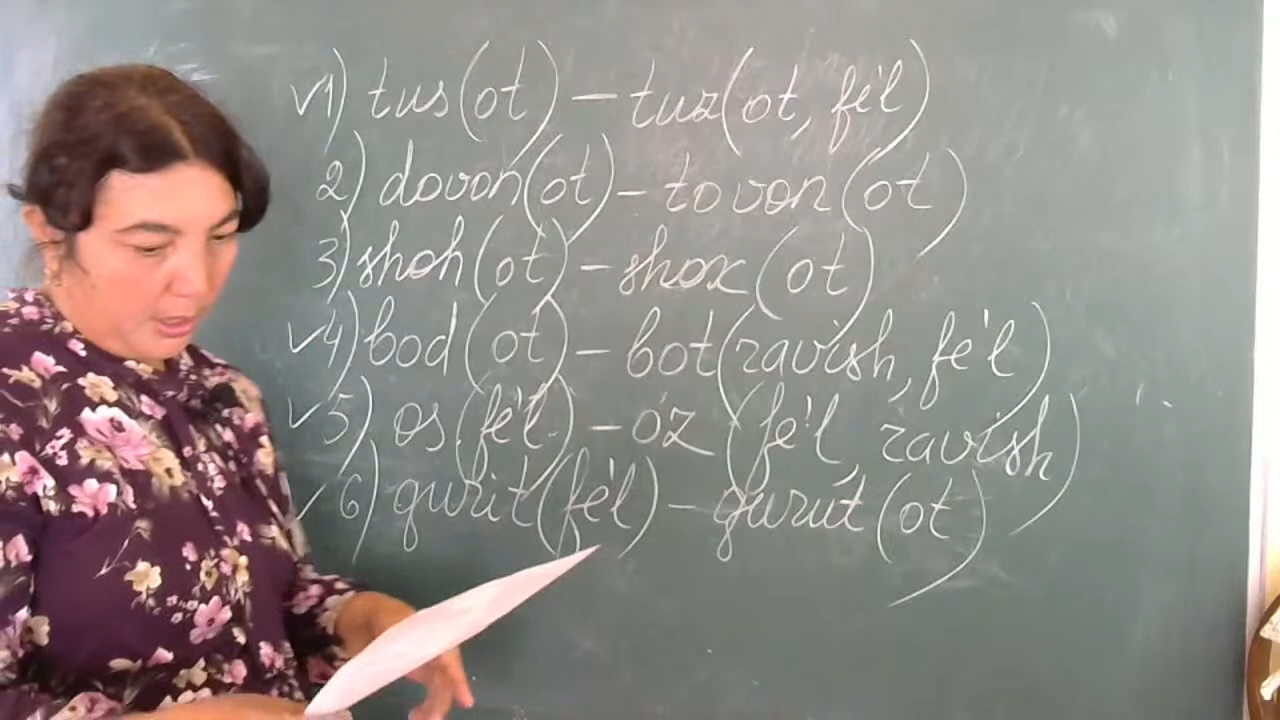 ✓1) tus (ot) – tuz (ot, fe'l)
2) dovon (ot) – tovon (ot)
3) shoh (ot) – shox (ot)
✓4) bod (ot) – bot (ravish, fe'l)
✓5) os (fe'l) – o'z (fe'l, ravish)
✓6) qurit (fe'l) – qurut (ot)